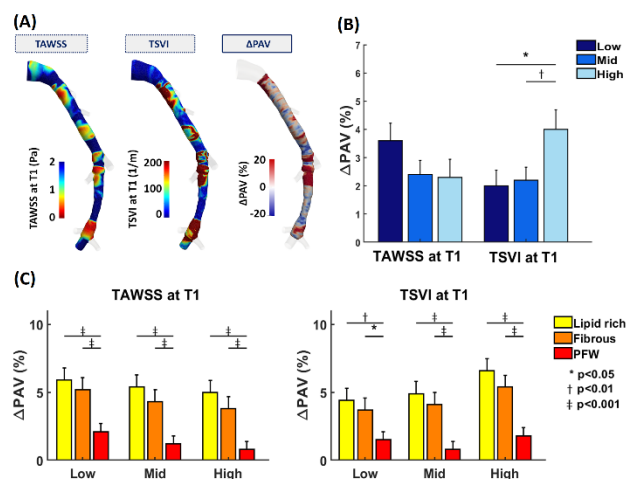 (A)
TAWSS
TSVI
ΔPAV
TAWSS at T1 (Pa)
2
1
0
TSVI at T1 (1/m)
200
100
0
ΔPAV (%)
20
0
-20
(B)
ΔPAV (%)
7
6
5
4
3
2
1
0
*
†
Low
Mid
High
TAWSS at T1
TSVI at T1
(C)
TAWSS at T1
ΔPAV (%)
10
5
0
‡
‡
‡
‡
‡
‡
Low
Mid
High
TSVI at T1
ΔPAV (%)
10
5
0
†
*
‡
‡
‡
‡
Low
Mid
High
Lipid rich
Fibrous
PFW
* p<0.05
† p<0.01
‡ p<0.001